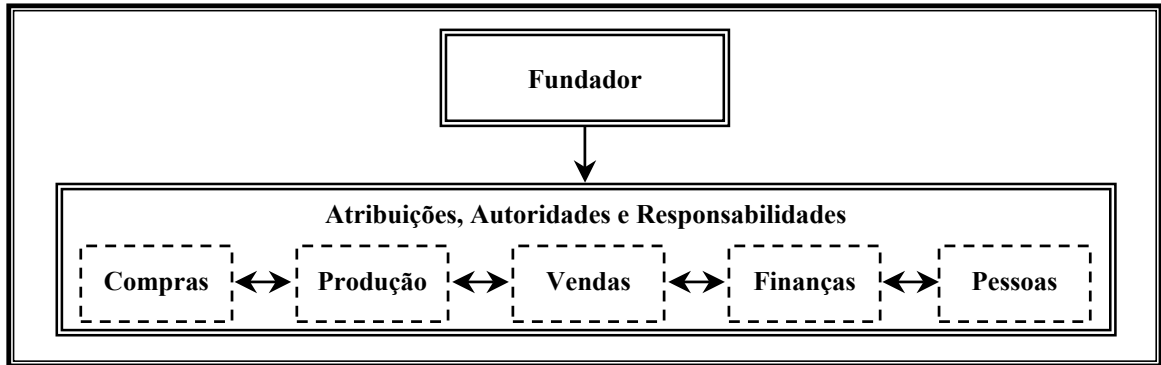 Fundador
Atribuições, Autoridades e Responsabilidades
Compras Produção Vendas Finanças Pessoas